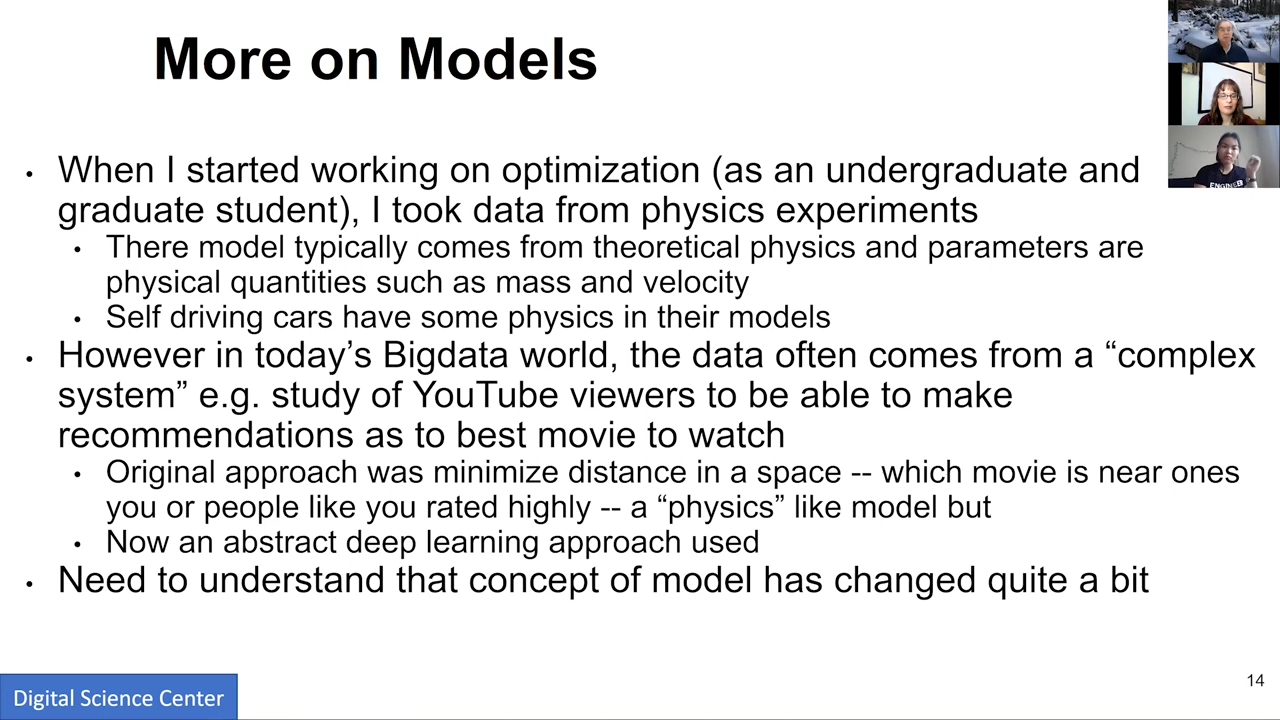 More on Models
• When I started working on optimization (as an undergraduate and
graduate student), I took data from physics experiments
• There model typically comes from theoretical physics and parameters are
physical quantities such as mass and velocity
• Self driving cars have some physics in their models
• However in today’s Bigdata world, the data often comes from a “complex
system” e.g. study of YouTube viewers to be able to make
recommendations as to best movie to watch
• Original approach was minimize distance in a space -- which movie is near ones
you or people like you rated highly -- a “physics” like model but
• Now an abstract deep learning approach used
• Need to understand that concept of model has changed quite a bit
Digital Science Center
14